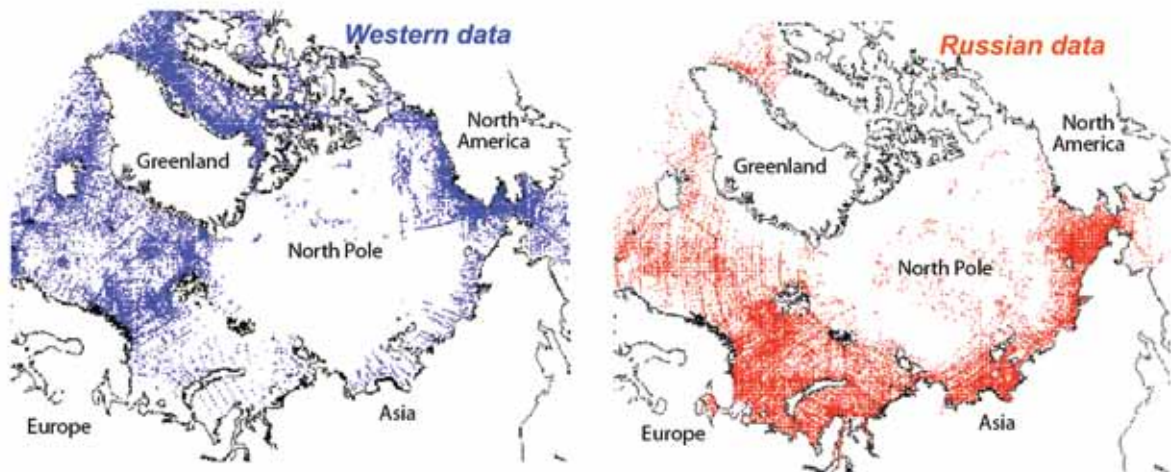 Western data
North
America
Greenland
North Pole
Europe
Asia
Russian data
North
America
Greenland
North Pole
Europe
Asia